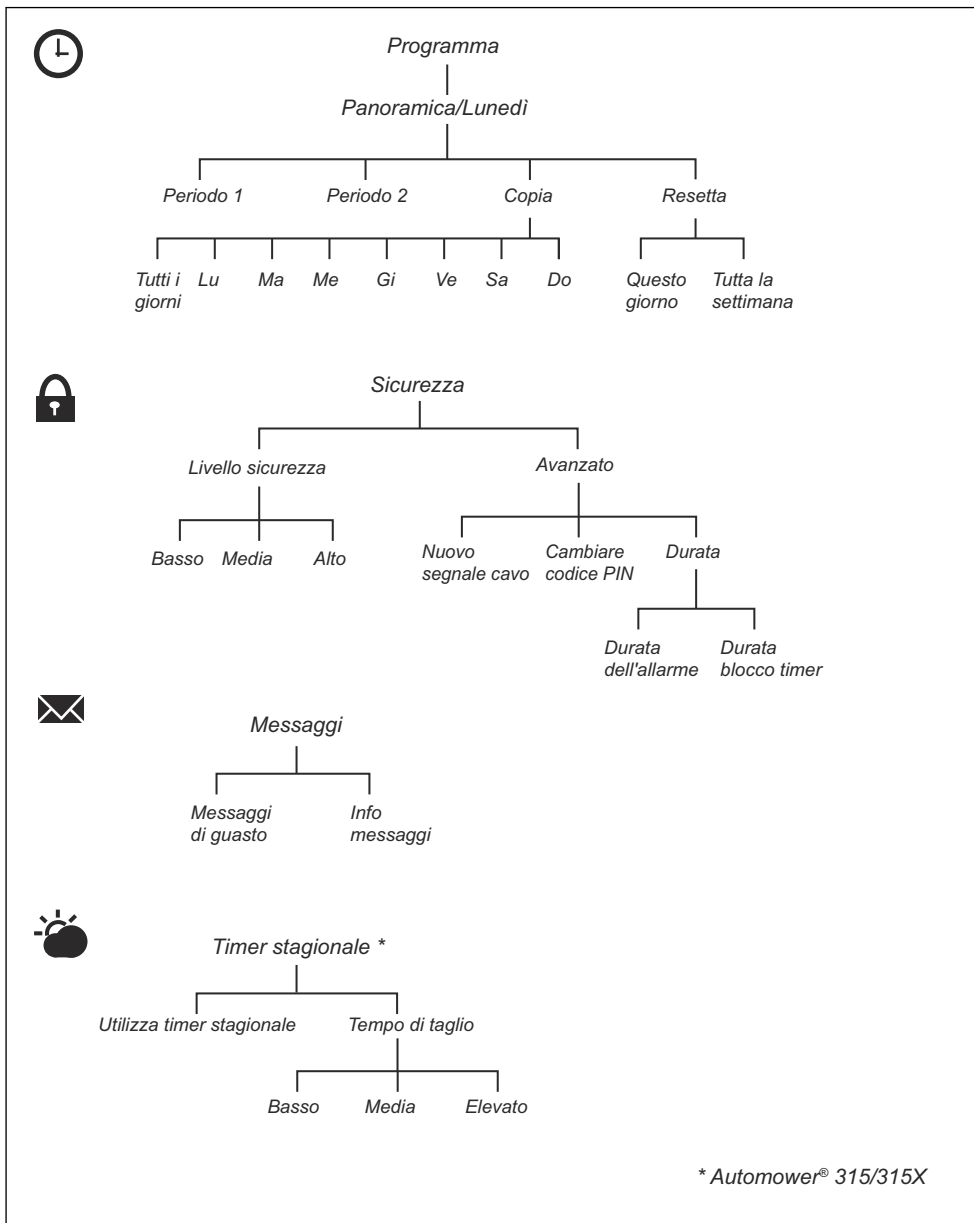 Programma
Panoramica/Lunedì
Periodo 1 Periodo 2 Copia Resetta
Tutti i giorni Lu Ma Me Gi Ve Sa Do Questo giorno Tutta la settimana
Sicurezza
Livello sicurezza Avanzato
Basso Media Alto
Nuovo segnale cavo Cambiare codice PIN Durata
Durata dell'allarme Durata blocco timer
Messaggi
Messaggi di guasto Info messaggi
Timer stagionale *
Utilizza timer stagionale Tempo di taglio
Basso Media Elevato
* Automower® 315/315X